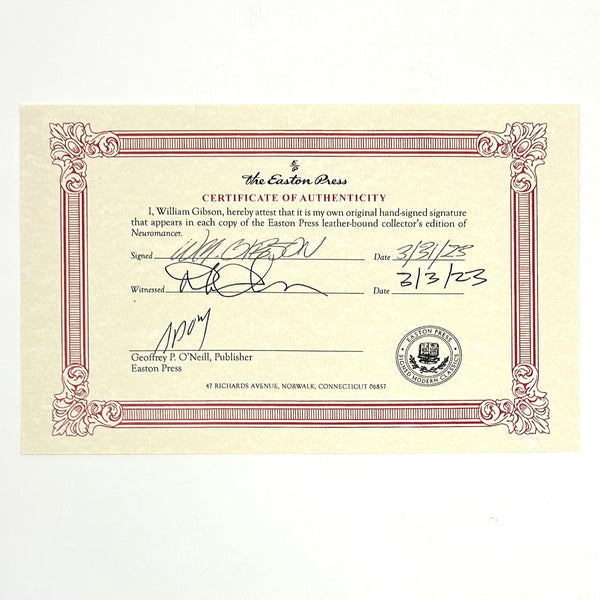 The Easton Press
CERTIFICATE OF AUTHENTICITY
I, William Gibson, hereby attest that it is my own original hand-signed signature
that appears in each copy of the Easton Press leather-bound collector's edition of
Neuromancer.
Signed WM. GIBSON Date 3/31/23
Witnessed Date 3/3/23
Geoffrey P. O'Neill, Publisher
Easton Press
EASTON PRESS
SIGNED MODERN CLASSICS
47 RICHARDS AVENUE, NORWALK, CONNECTICUT 06857